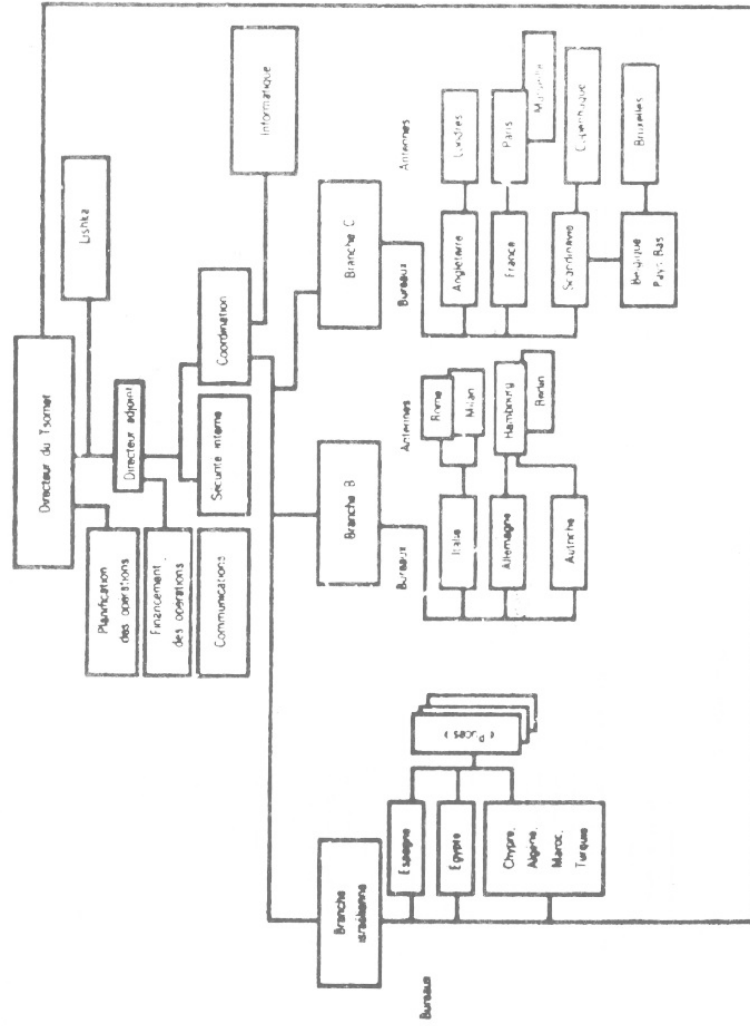 Directeur du Tsomet
Lishka
Planification
des opérations
Directeur adjoint
Financement
des opérations
Communications
Sécurité interne
Coordination
Informatique
Branche
israélienne
Branche B
Branche C
Bureaux
Espagne
Egypte
Chypre,
Algérie,
Maroc,
Turquie
« Puces »
Bureaux
Antennes
Italie
Rome
Milan
Allemagne
Hambourg
Berlin
Autriche
Bureaux
Antennes
Angleterre
Londres
France
Paris
Marseille
Scandinavie
Copenhague
Belgique
Pays-Bas
Bruxelles